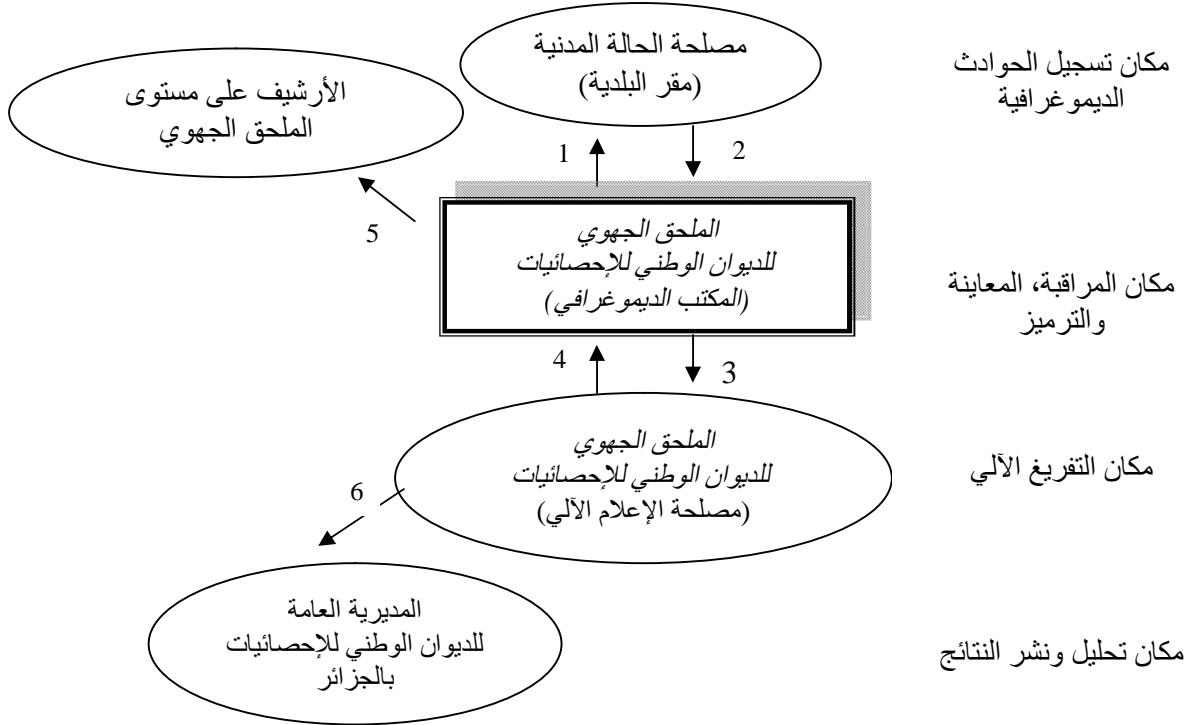 مصلحة الحالة المدنية
(مقر البلدية)
مكان تسجيل الحوادث
الديموغرافية
الأرشيف على مستوى
الملحق الجهوي
1
2
5
الملحق الجهوي
للديوان الوطني للإحصائيات
(المكتب الديموغرافي)
مكان المراقبة، المعاينة
والترميز
4
3
الملحق الجهوي
للديوان الوطني للإحصائيات
(مصلحة الإعلام الآلي)
مكان التفريغ الآلي
6
المديرية العامة
للديوان الوطني للإحصائيات
بالجزائر
مكان تحليل ونشر النتائج